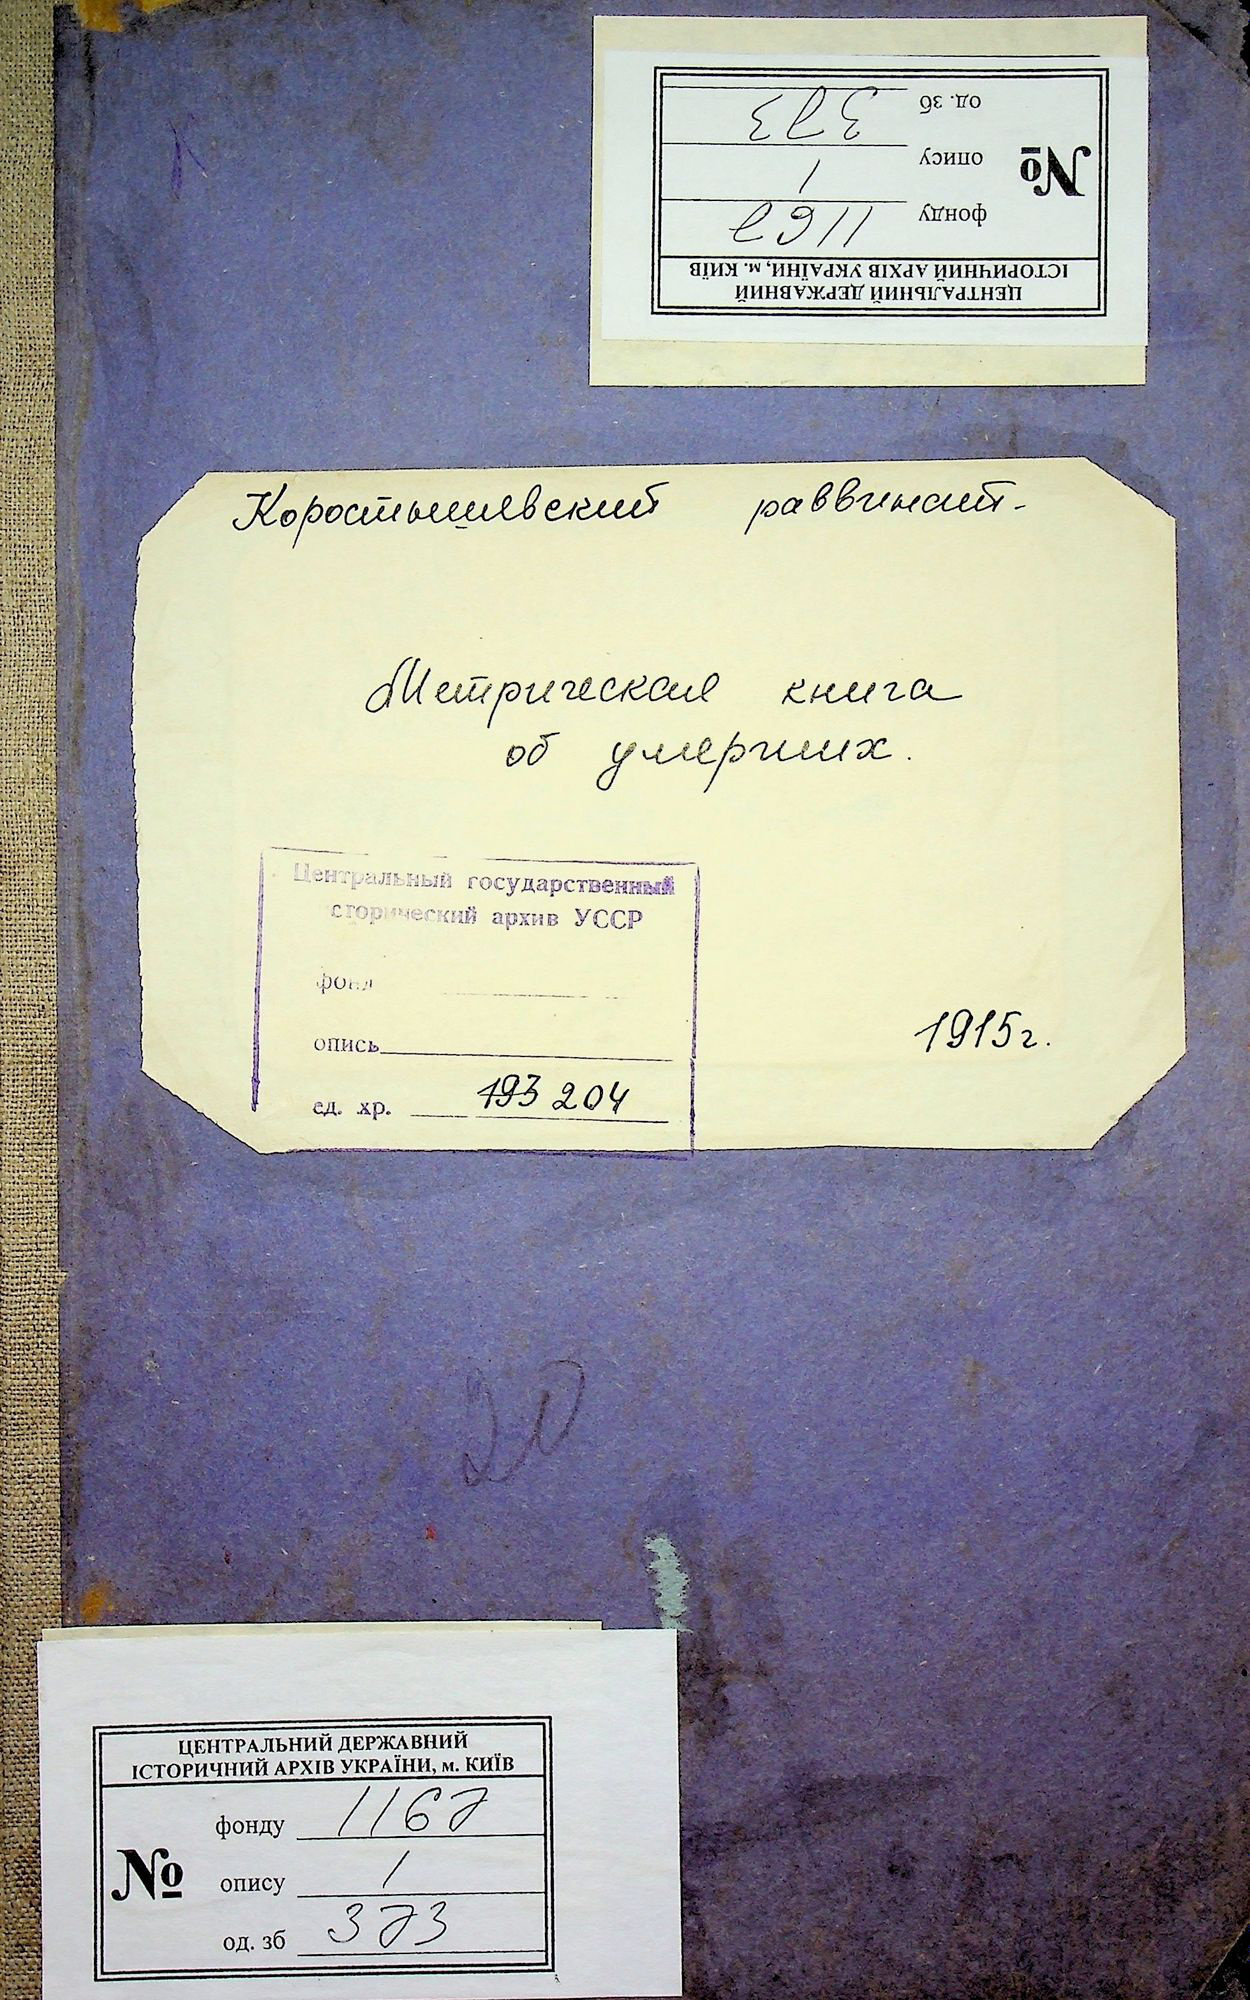 ЦЕНТРАЛЬНИЙ ДЕРЖАВНИЙ
ІСТОРИЧНИЙ АРХІВ УКРАЇНИ, м. КИЇВ
фонду 1167
№ опису 1
од. зб 373
Коростышевский раввинат-
Метрическая книга
об умерших.
Центральный государственный
сторический архив УССР
фонд
опись
ед. хр. 193 204
1915г.
20
ЦЕНТРАЛЬНИЙ ДЕРЖАВНИЙ
ІСТОРИЧНИЙ АРХІВ УКРАЇНИ, м. КИЇВ
фонду 1167
№ опису 1
од. зб 373